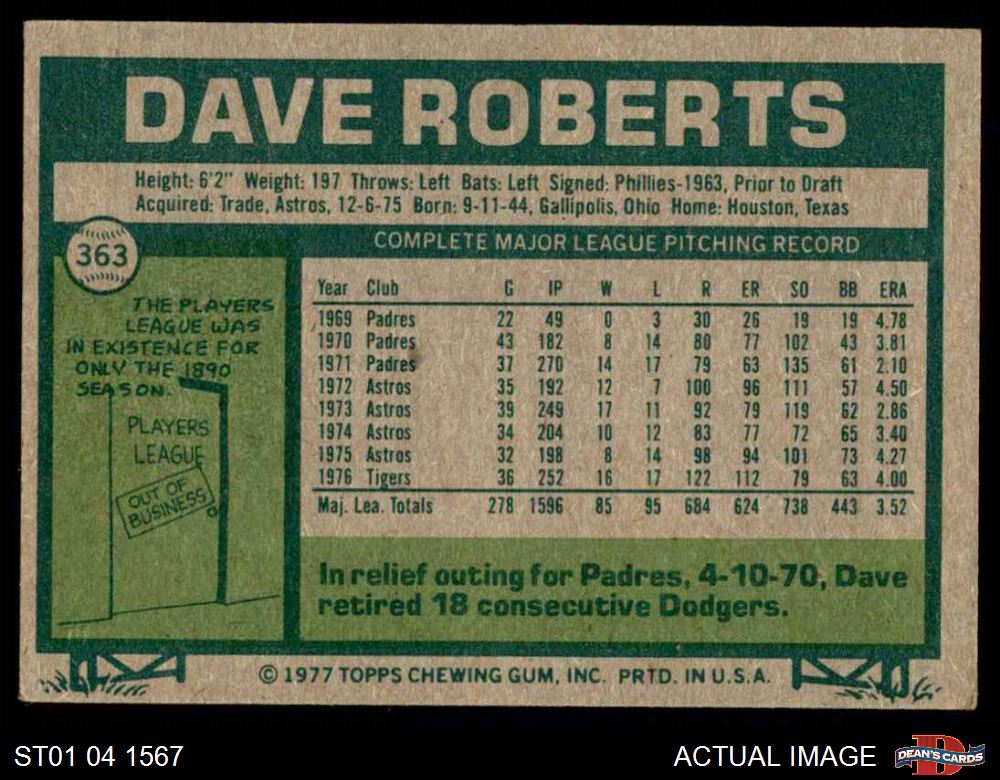 DAVE ROBERTS
Height: 6'2" Weight: 197 Throws: Left Bats: Left Signed: Phillies-1963, Prior to Draft
Acquired: Trade, Astros, 12-6-75 Born: 9-11-44, Gallipolis, Ohio Home: Houston, Texas
363
COMPLETE MAJOR LEAGUE PITCHING RECORD
THE PLAYERS
LEAGUE WAS
IN EXISTENCE FOR
ONLY THE 1890
SEASON.
PLAYERS
LEAGUE
OUT OF
BUSINESS
Year Club G IP W L R ER SO BB ERA
1969 Padres 22 49 0 3 30 26 19 19 4.78
1970 Padres 43 182 8 14 80 77 102 43 3.81
1971 Padres 37 270 14 17 79 63 135 61 2.10
1972 Astros 35 192 12 7 100 96 111 57 4.50
1973 Astros 39 249 17 11 92 79 119 62 2.86
1974 Astros 34 204 10 12 83 77 72 65 3.40
1975 Astros 32 198 8 14 98 94 101 73 4.27
1976 Tigers 36 252 16 17 122 112 79 63 4.00
Maj. Lea. Totals 278 1596 85 95 684 624 738 443 3.52
In relief outing for Padres, 4-10-70, Dave
retired 18 consecutive Dodgers.
© 1977 TOPPS CHEWING GUM, INC. PRTD. IN U.S.A.
ST01 04 1567
ACTUAL IMAGE
D
DEAN'S CARDS